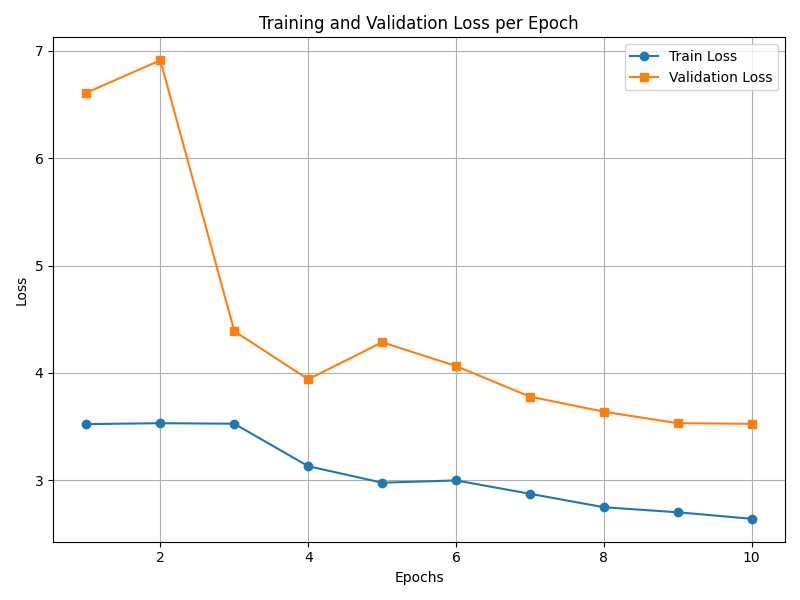 Training and Validation Loss per Epoch
Train Loss
Validation Loss
7
6
5
4
3
Loss
2 4 6 8 10
Epochs